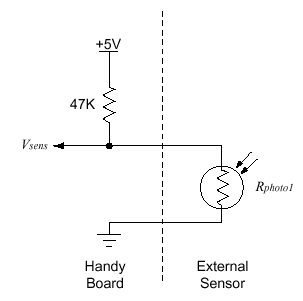 +5V
47K
Vsens
Rphoto1
Handy
Board
External
Sensor